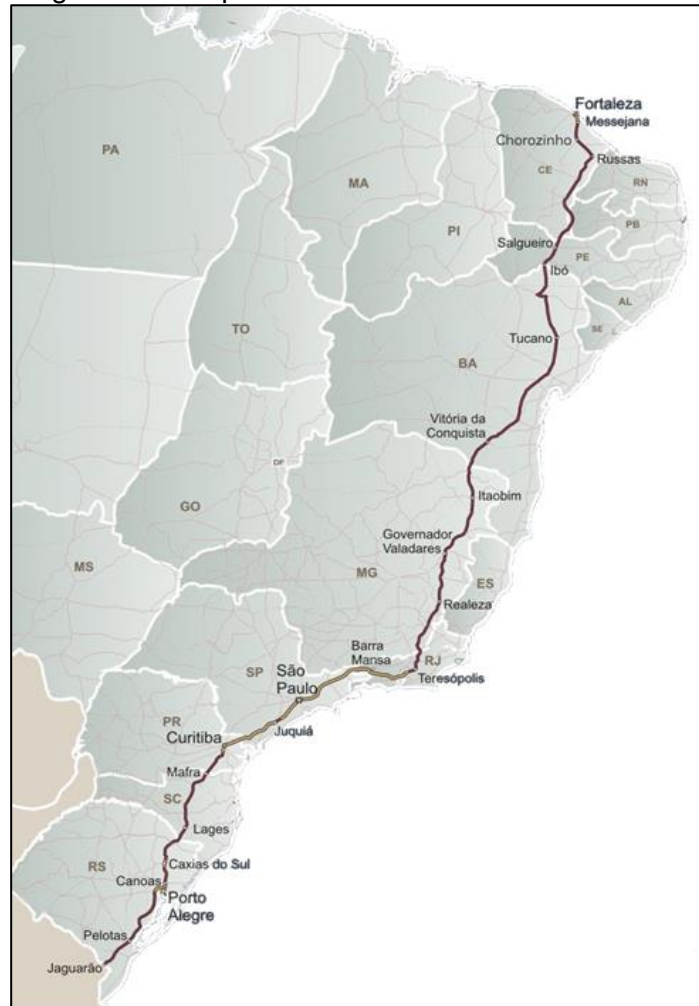 Fortaleza
Messejana
Chorozinho
Russas
PA
MA
CE
RN
PI
PB
Salgueiro
PE
Ibó
AL
TO
SE
Tucano
BA
Vitória da
Conquista
DF
Itaobim
GO
Governador
Valadares
MS
MG
ES
Realeza
Barra
Mansa
RJ
SP
São
Paulo
Teresópolis
PR
Juquiá
Curitiba
Mafra
SC
Lages
RS
Caxias do Sul
Canoas
Porto
Alegre
Pelotas
Jaguarão